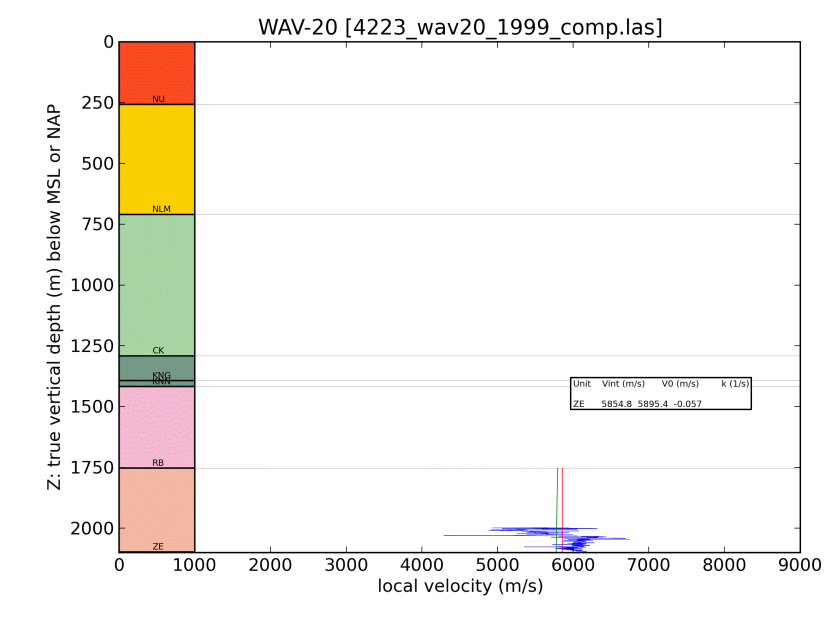 WAV-20 [4223_wav20_1999_comp.las]
0
250
500
750
1000
1250
1500
1750
2000
Z: true vertical depth (m) below MSL or NAP
NU
NLM
CK
KNG
KNN
RB
ZE
Unit Vint (m/s) V0 (m/s) k (1/s)
ZE 5854.8 5895.4 -0.057
0 1000 2000 3000 4000 5000 6000 7000 8000 9000
local velocity (m/s)